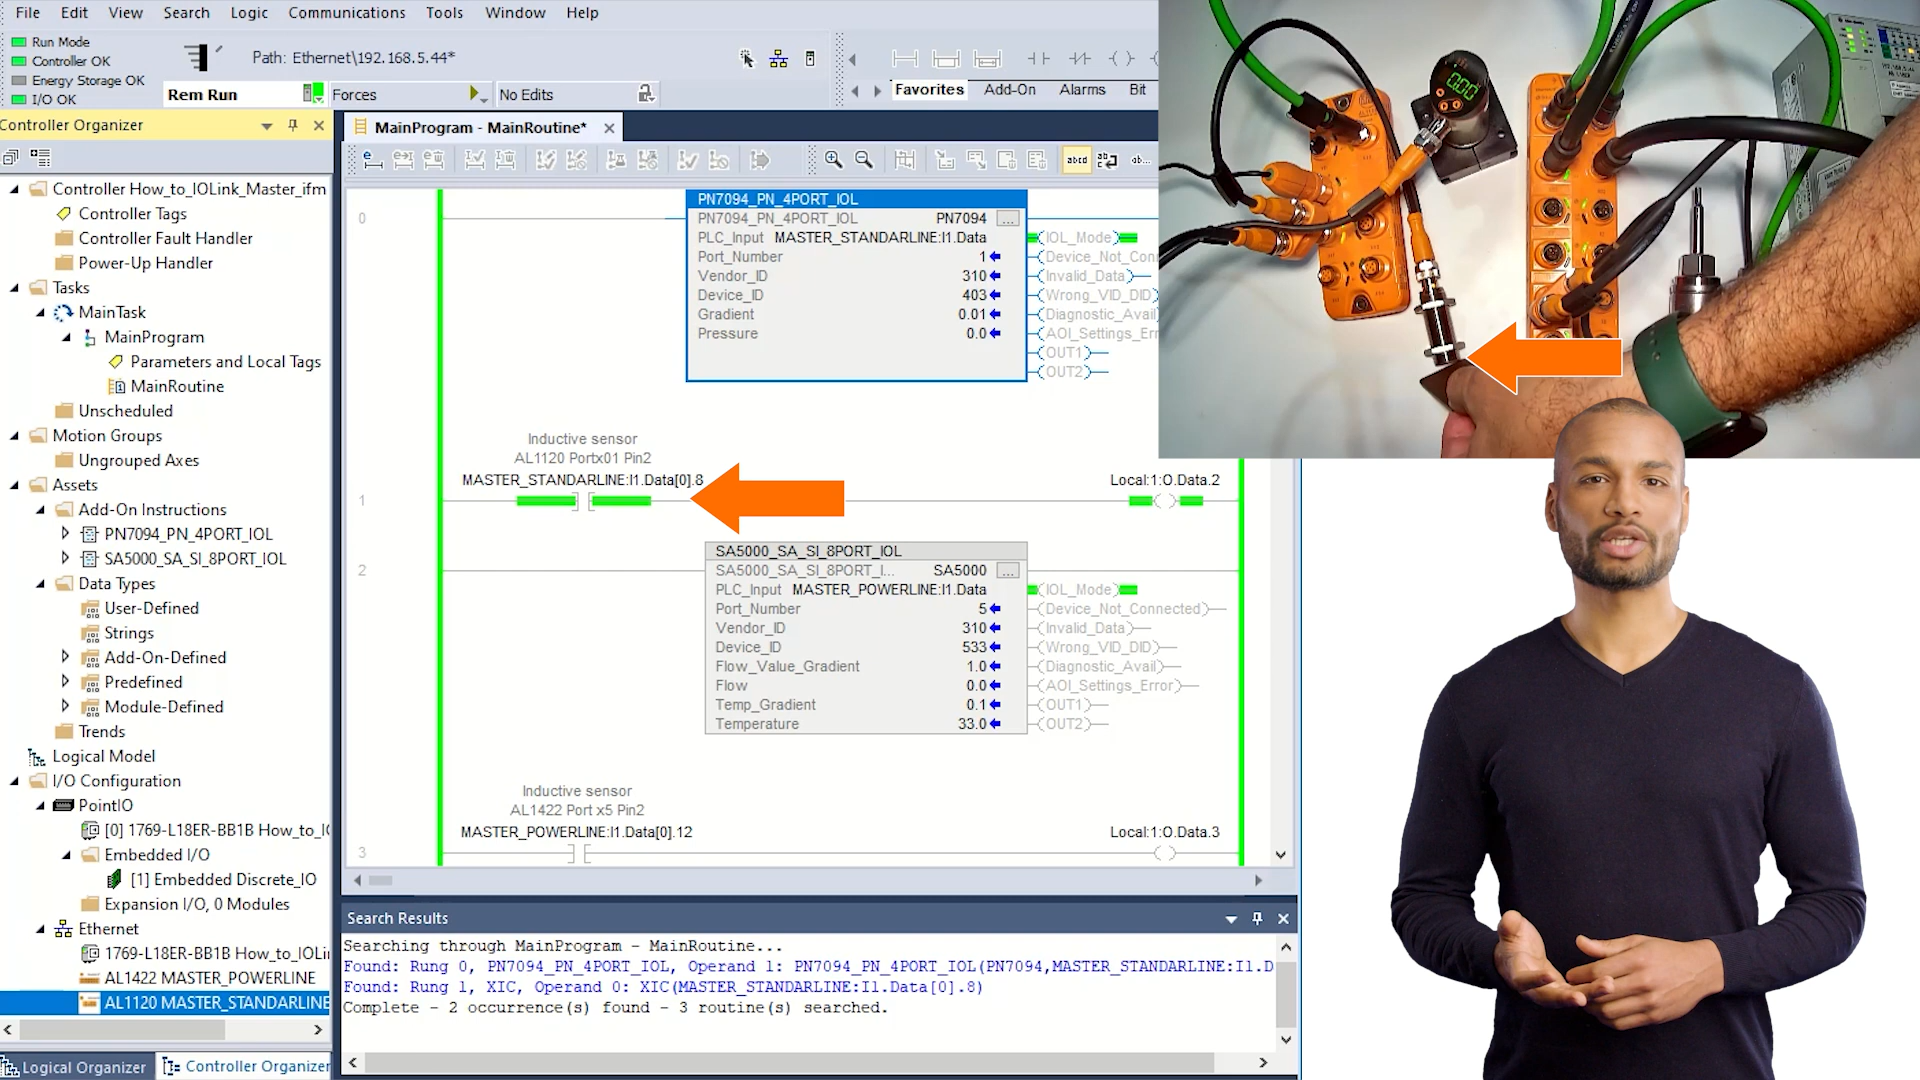 File Edit View Search Logic Communications Tools Window Help
Run Mode
Controller OK
Energy Storage OK
I/O OK
Path: Ethernet\192.168.5.44*
Rem Run
Forces
No Edits
Favorites Add-On Alarms Bit
Controller Organizer
Controller How_to_IOLink_Master_ifm
Controller Tags
Controller Fault Handler
Power-Up Handler
Tasks
MainTask
MainProgram
Parameters and Local Tags
MainRoutine
Unscheduled
Motion Groups
Ungrouped Axes
Assets
Add-On Instructions
PN7094_PN_4PORT_IOL
SA5000_SA_SI_8PORT_IOL
Data Types
User-Defined
Strings
Add-On-Defined
Predefined
Module-Defined
Trends
Logical Model
I/O Configuration
PointIO
[0] 1769-L18ER-BB1B How_to_I
Embedded I/O
[1] Embedded Discrete_IO
Expansion I/O, 0 Modules
Ethernet
1769-L18ER-BB1B How_to_IOLi
AL1422 MASTER_POWERLINE
AL1120 MASTER_STANDARLINE
Logical Organizer
Controller Organizer
MainProgram - MainRoutine*
abcd
ab...
0
PN7094_PN_4PORT_IOL
PN7094_PN_4PORT_IOL PN7094 ...
PLC_Input MASTER_STANDARLINE:I1.Data
Port_Number 1
Vendor_ID 310
Device_ID 403
Gradient 0.01
Pressure 0.0
IOL_Mode
Device_Not_Con
Invalid_Data
Wrong_VID_DID
Diagnostic_Avail
AOI_Settings_Err
OUT1
OUT2
Inductive sensor
AL1120 Portx01 Pin2
MASTER_STANDARLINE:I1.Data[0].8
Local:1:O.Data.2
1
2
SA5000_SA_SI_8PORT_IOL
SA5000_SA_SI_8PORT_I... SA5000 ...
PLC_Input MASTER_POWERLINE:I1.Data
Port_Number 5
Vendor_ID 310
Device_ID 533
Flow_Value_Gradient 1.0
Flow 0.0
Temp_Gradient 0.1
Temperature 33.0
IOL_Mode
Device_Not_Connected
Invalid_Data
Wrong_VID_DID
Diagnostic_Avail
AOI_Settings_Error
OUT1
OUT2
Inductive sensor
AL1422 Port x5 Pin2
MASTER_POWERLINE:I1.Data[0].12
Local:1:O.Data.3
3
Search Results
Searching through MainProgram - MainRoutine...
Found: Rung 0, PN7094_PN_4PORT_IOL, Operand 1: PN7094_PN_4PORT_IOL(PN7094,MASTER_STANDARLINE:I1.D
Found: Rung 1, XIC, Operand 0: XIC(MASTER_STANDARLINE:I1.Data[0].8)
Complete - 2 occurrence(s) found - 3 routine(s) searched.
0.00